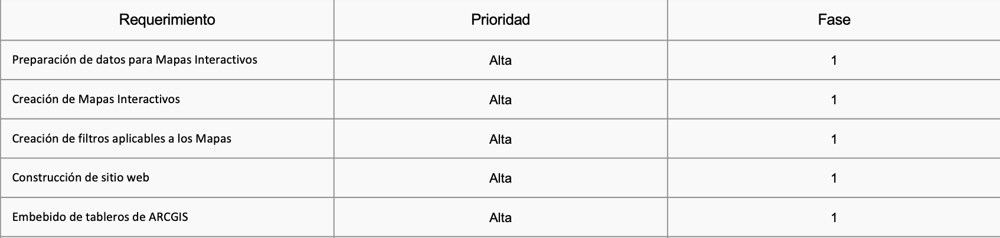 Requerimiento Prioridad Fase
Preparación de datos para Mapas Interactivos Alta 1
Creación de Mapas Interactivos Alta 1
Creación de filtros aplicables a los Mapas Alta 1
Construcción de sitio web Alta 1
Embebido de tableros de ARCGIS Alta 1